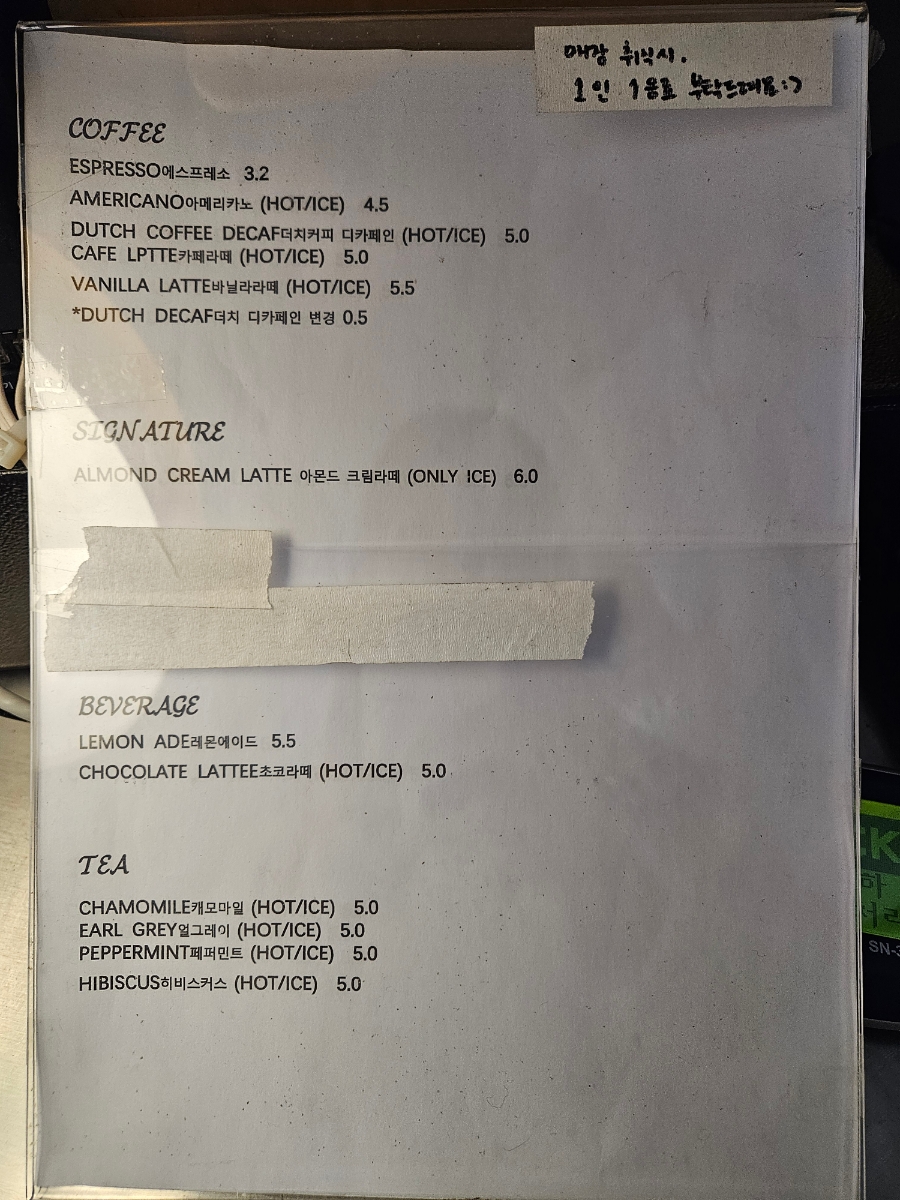 매장 취식시.
1인 1음료 부탁드려요:)
COFFEE
ESPRESSO에스프레소 3.2
AMERICANO아메리카노 (HOT/ICE) 4.5
DUTCH COFFEE DECAF더치커피 디카페인 (HOT/ICE) 5.0
CAFE LPTTE카페라떼 (HOT/ICE) 5.0
VANILLA LATTE바닐라라떼 (HOT/ICE) 5.5
*DUTCH DECAF더치 디카페인 변경 0.5
SIGNATURE
ALMOND CREAM LATTE 아몬드 크림라떼 (ONLY ICE) 6.0
BEVERAGE
LEMON ADE레몬에이드 5.5
CHOCOLATE LATTEE초코라떼 (HOT/ICE) 5.0
TEA
CHAMOMILE캐모마일 (HOT/ICE) 5.0
EARL GREY얼그레이 (HOT/ICE) 5.0
PEPPERMINT페퍼민트 (HOT/ICE) 5.0
HIBISCUS히비스커스 (HOT/ICE) 5.0